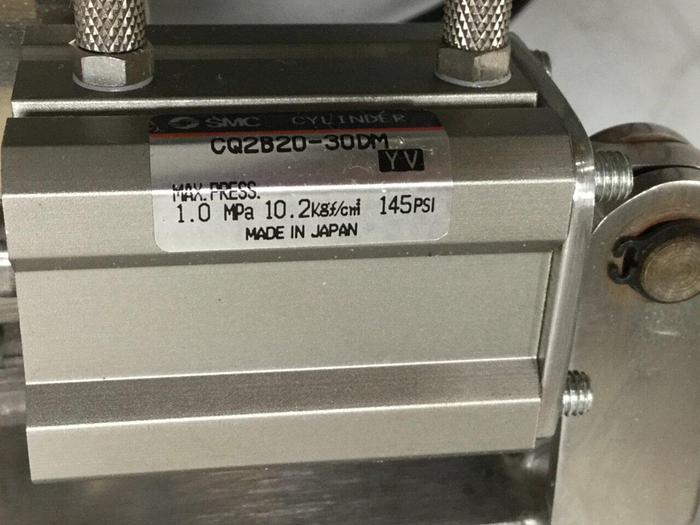 SMC CYLINDER
CQ2B20-30DM
YV
MAX.PRESS.
1.0 MPa 10.2kgf/cm² 145PSI
MADE IN JAPAN